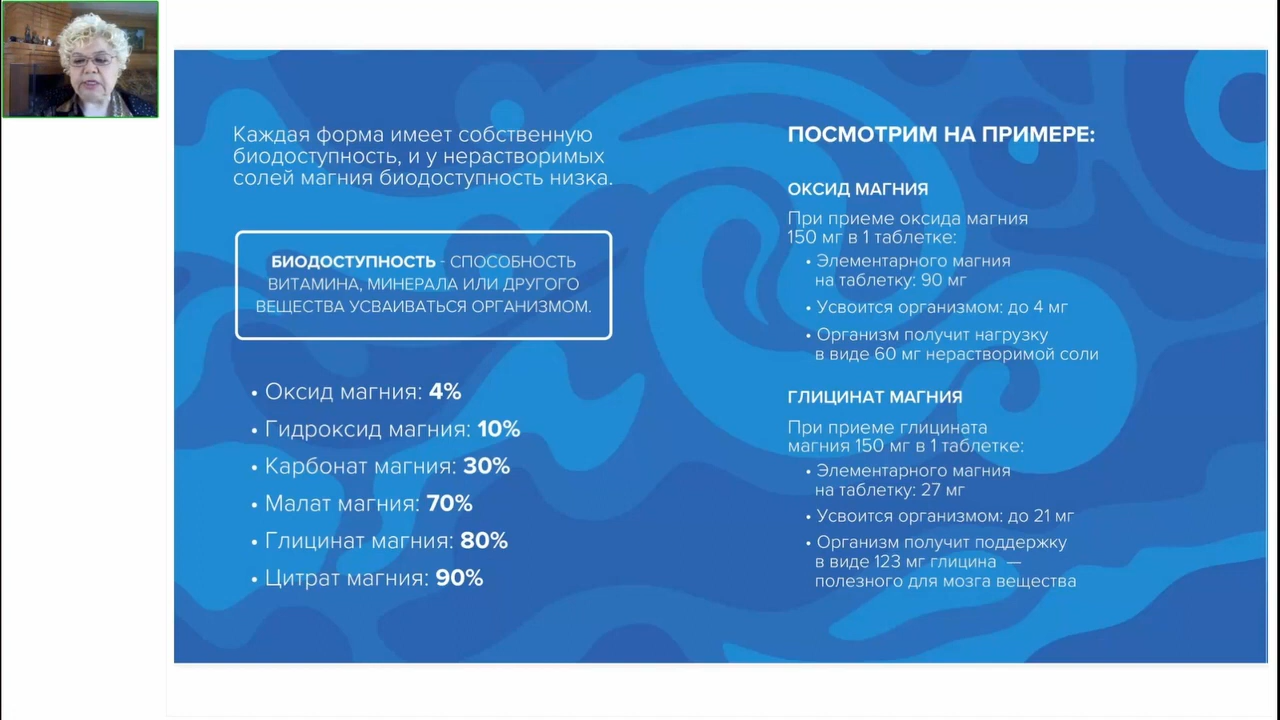 Каждая форма имеет собственную
биодоступность, и у нерастворимых
солей магния биодоступность низка.
БИОДОСТУПНОСТЬ - СПОСОБНОСТЬ
ВИТАМИНА, МИНЕРАЛА ИЛИ ДРУГОГО
ВЕЩЕСТВА УСВАИВАТЬСЯ ОРГАНИЗМОМ.
• Оксид магния: 4%
• Гидроксид магния: 10%
• Карбонат магния: 30%
• Малат магния: 70%
• Глицинат магния: 80%
• Цитрат магния: 90%
ПОСМОТРИМ НА ПРИМЕРЕ:
ОКСИД МАГНИЯ
При приеме оксида магния
150 мг в 1 таблетке:
• Элементарного магния
на таблетку: 90 мг
• Усвоится организмом: до 4 мг
• Организм получит нагрузку
в виде 60 мг нерастворимой соли
ГЛИЦИНАТ МАГНИЯ
При приеме глицината
магния 150 мг в 1 таблетке:
• Элементарного магния
на таблетку: 27 мг
• Усвоится организмом: до 21 мг
• Организм получит поддержку
в виде 123 мг глицина —
полезного для мозга вещества